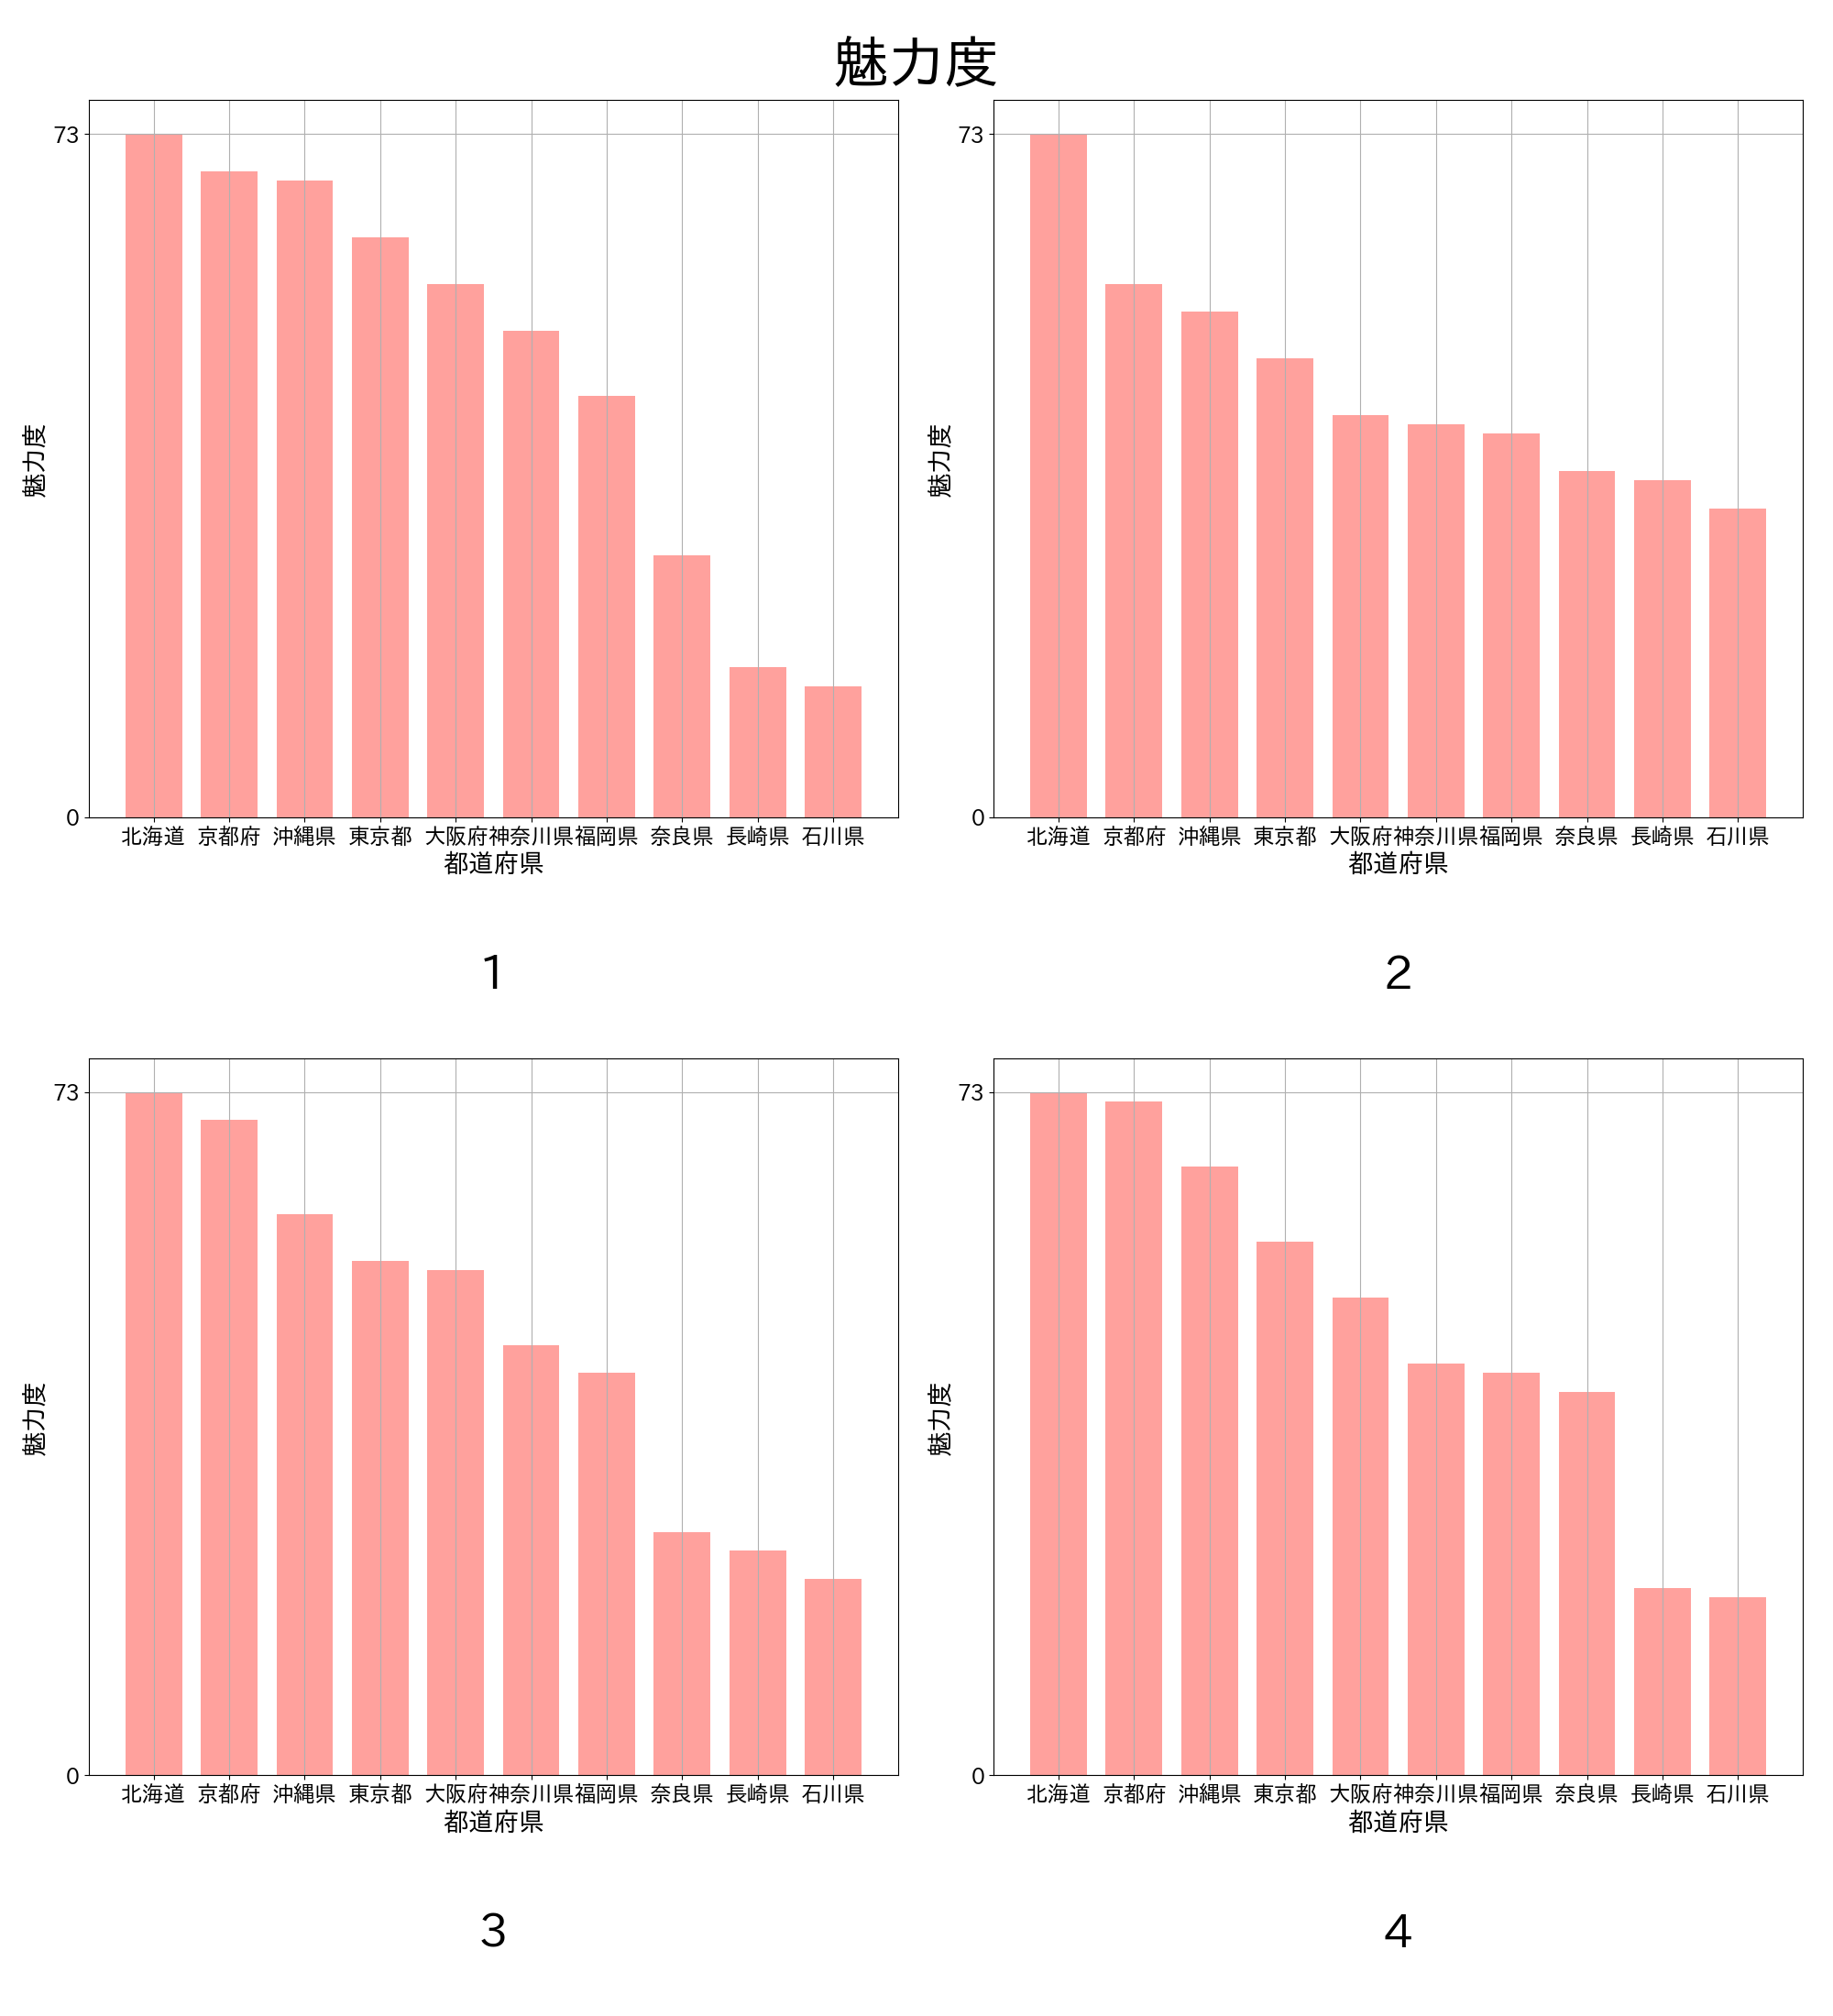 魅力度
73
0
魅力度
北海道 京都府 沖縄県 東京都 大阪府 神奈川県 福岡県 奈良県 長崎県 石川県
都道府県
1
73
0
魅力度
北海道 京都府 沖縄県 東京都 大阪府 神奈川県 福岡県 奈良県 長崎県 石川県
都道府県
2
73
0
魅力度
北海道 京都府 沖縄県 東京都 大阪府 神奈川県 福岡県 奈良県 長崎県 石川県
都道府県
3
73
0
魅力度
北海道 京都府 沖縄県 東京都 大阪府 神奈川県 福岡県 奈良県 長崎県 石川県
都道府県
4